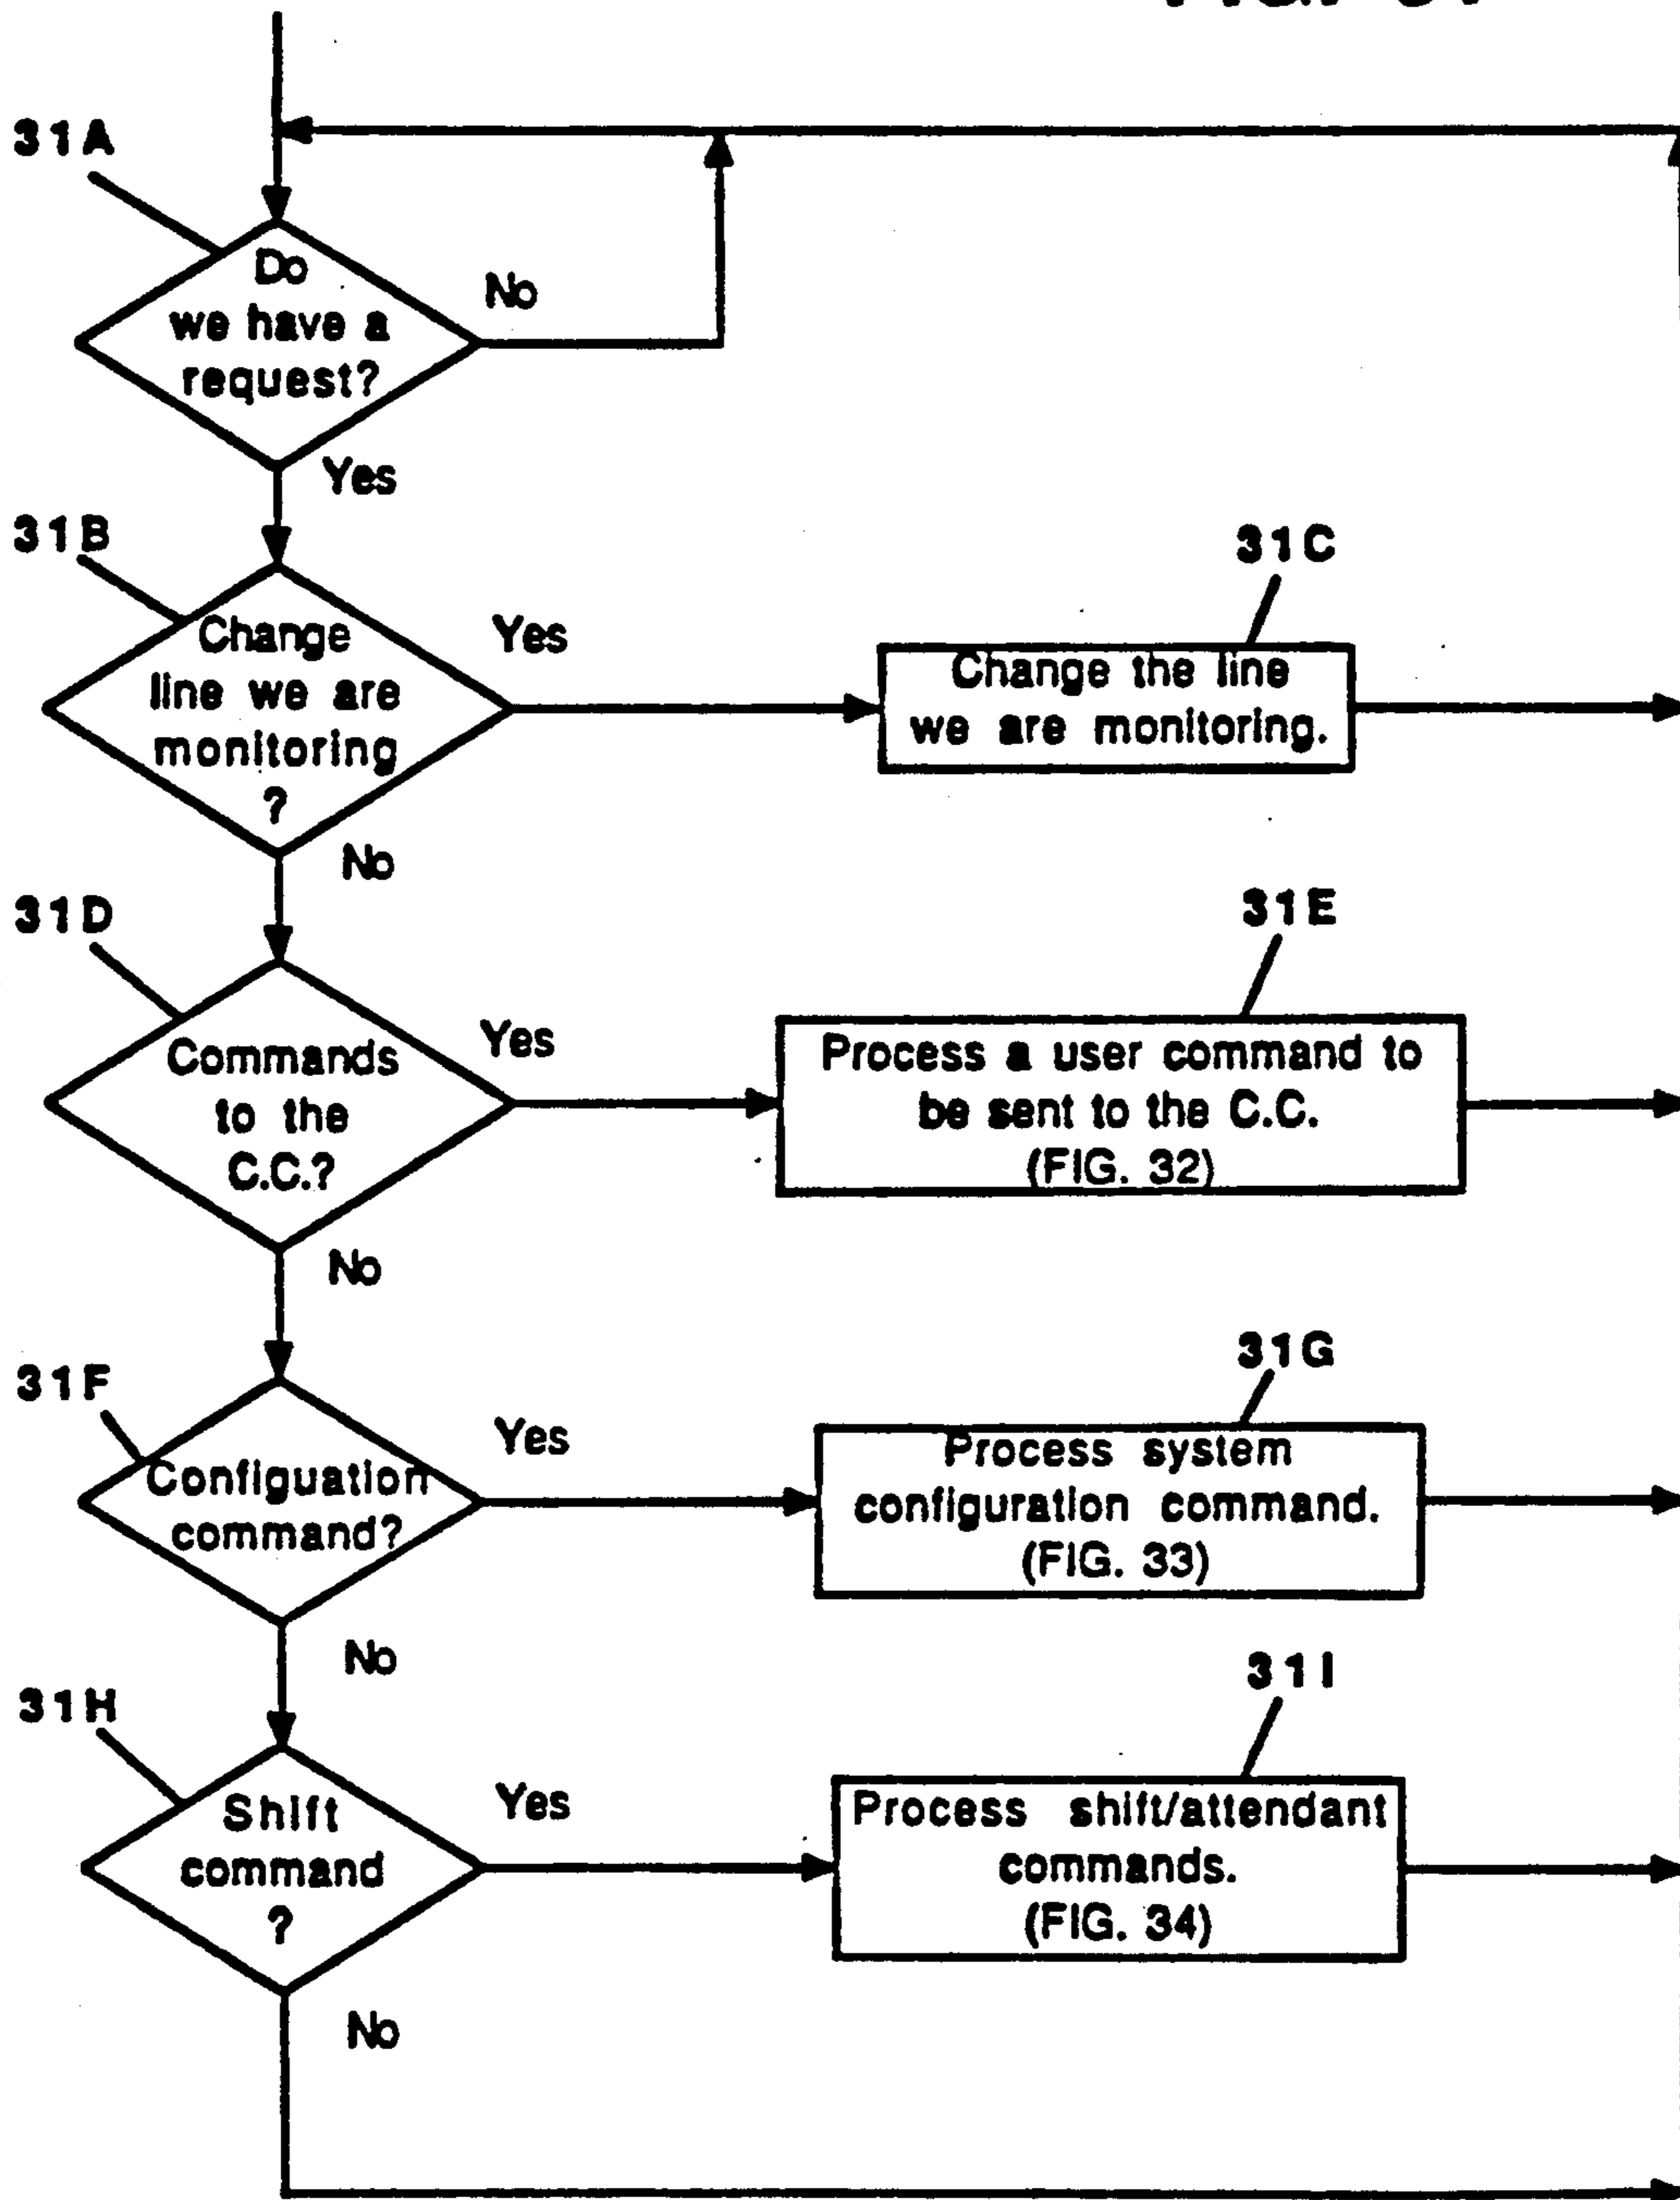 31A
Do
we have a
request?
No
Yes
31B
Change
line we are
monitoring
?
Yes
31C
Change the line
we are monitoring.
No
31D
Commands
to the
C.C.?
Yes
31E
Process a user command to
be sent to the C.C.
(FIG. 32)
No
31F
Configuation
command?
Yes
31G
Process system
configuration command.
(FIG. 33)
No
31H
Shift
command
?
Yes
31I
Process shift/attendant
commands.
(FIG. 34)
No